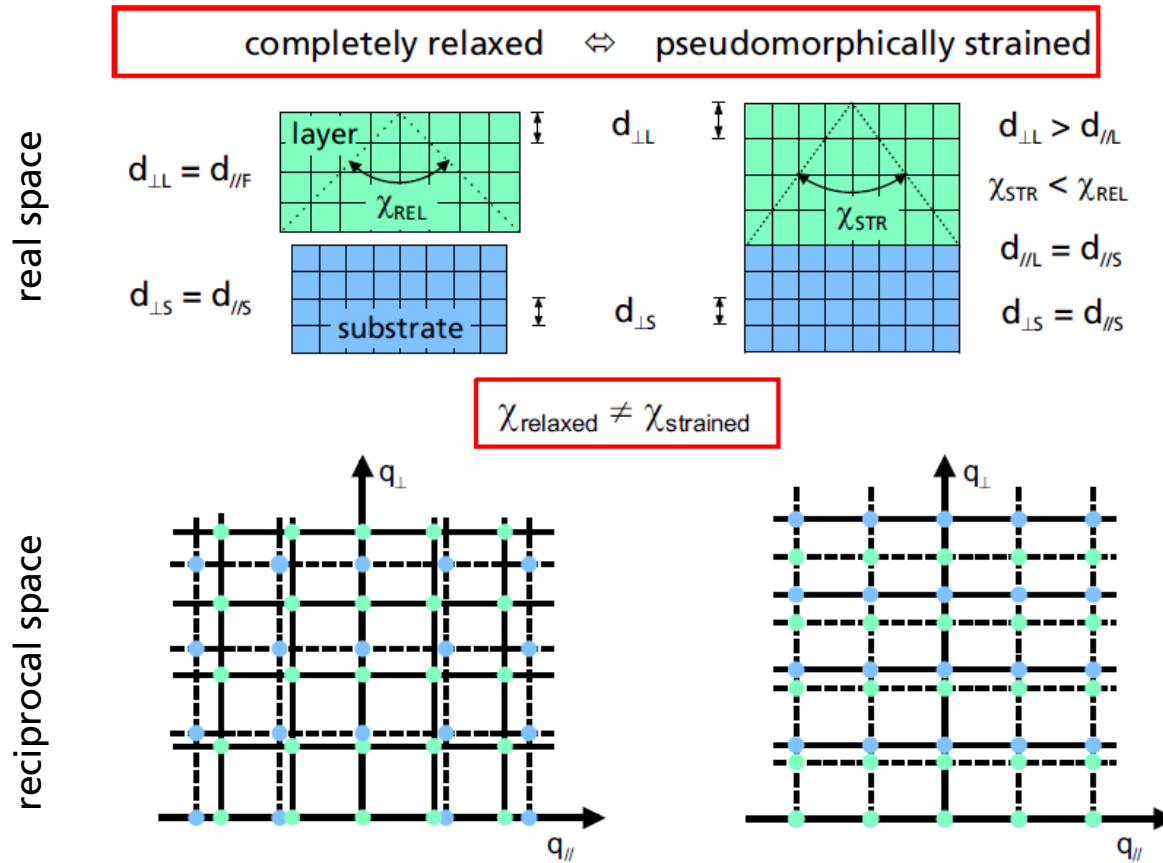 completely relaxed ⇔ pseudomorphically strained
real space
layer
d⊥L = d//F
χREL
d⊥S = d//S
substrate
d⊥L
d⊥S
χSTR
d⊥L > d//L
χSTR < χREL
d//L = d//S
d⊥S = d//S
χrelaxed ≠ χstrained
reciprocal space
q⊥
q//
q⊥
q//